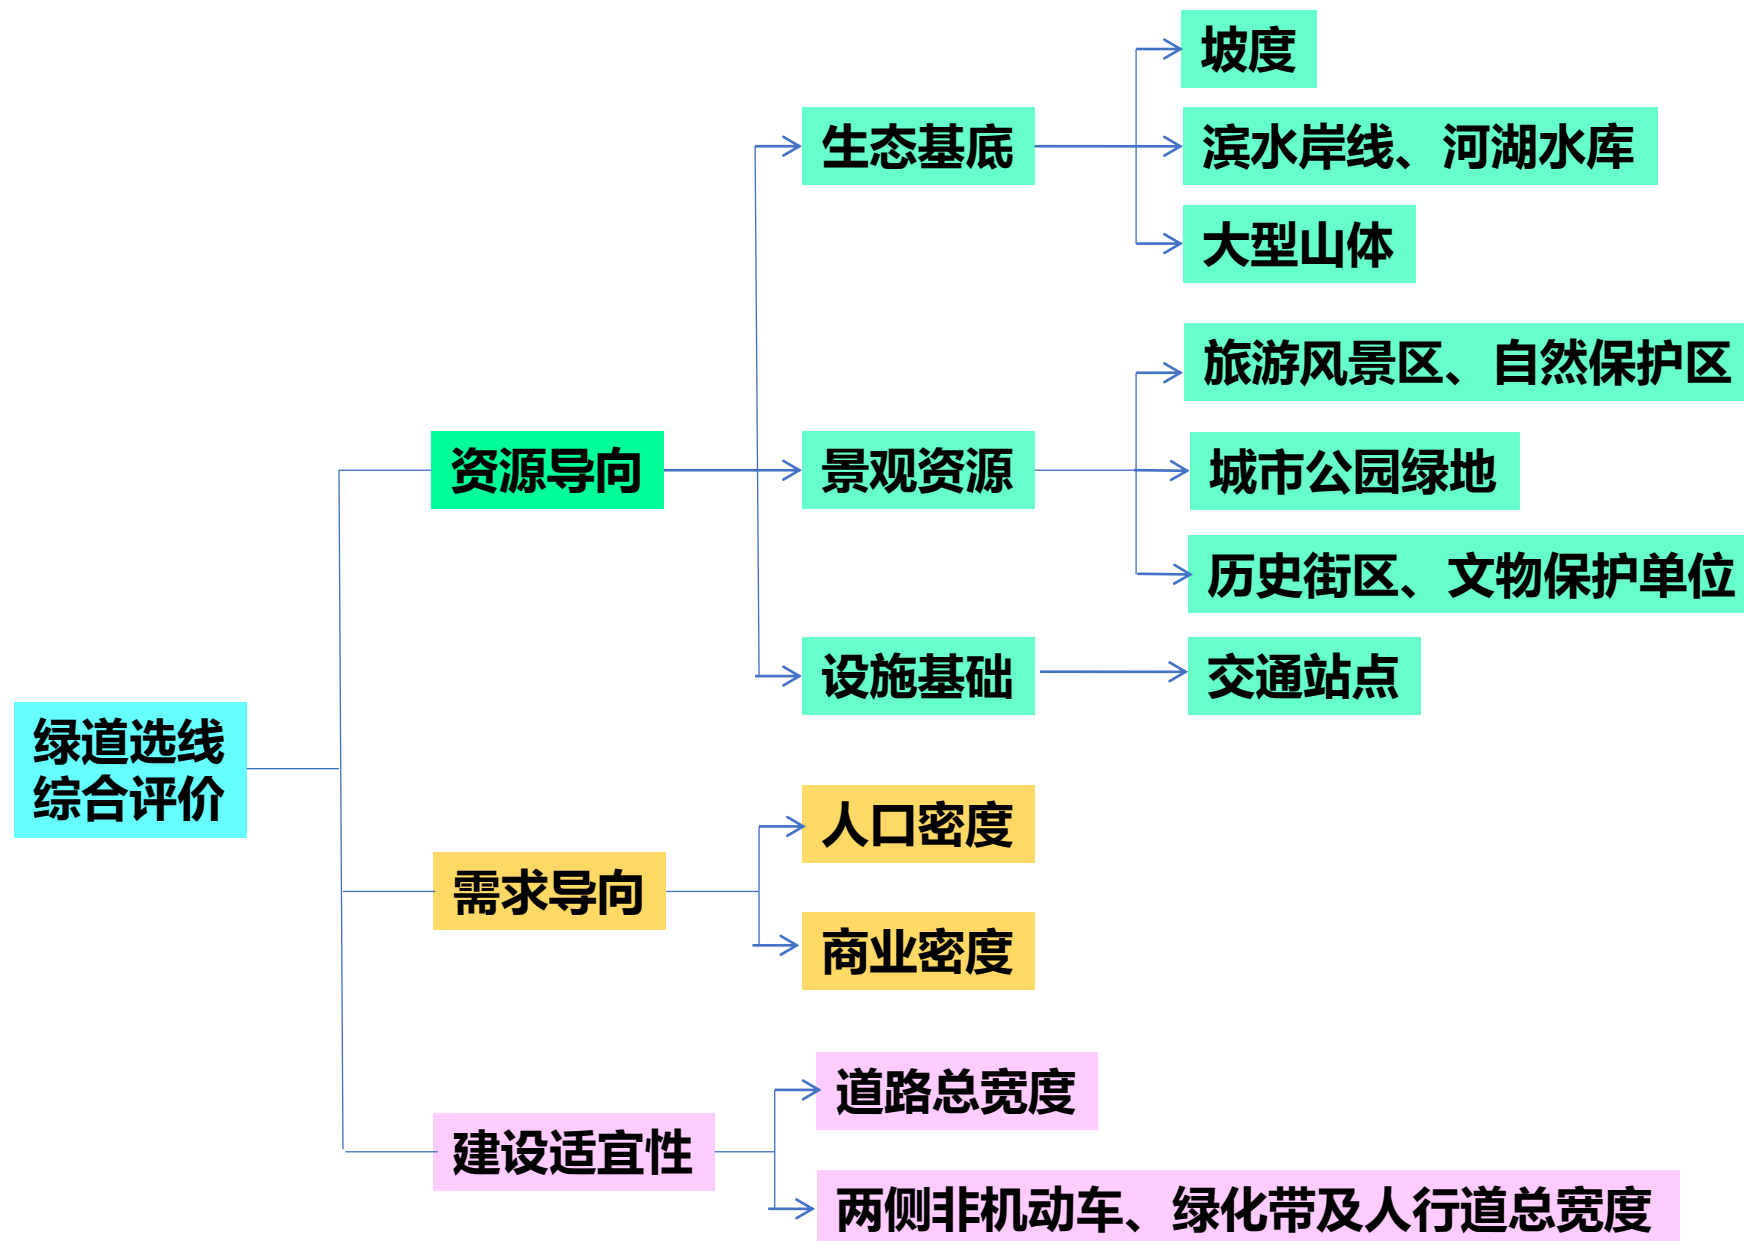 坡度
生态基底
滨水岸线、河湖水库
大型山体
旅游风景区、自然保护区
资源导向
景观资源
城市公园绿地
历史街区、文物保护单位
设施基础
交通站点
绿道选线
综合评价
人口密度
需求导向
商业密度
道路总宽度
建设适宜性
两侧非机动车、绿化带及人行道总宽度